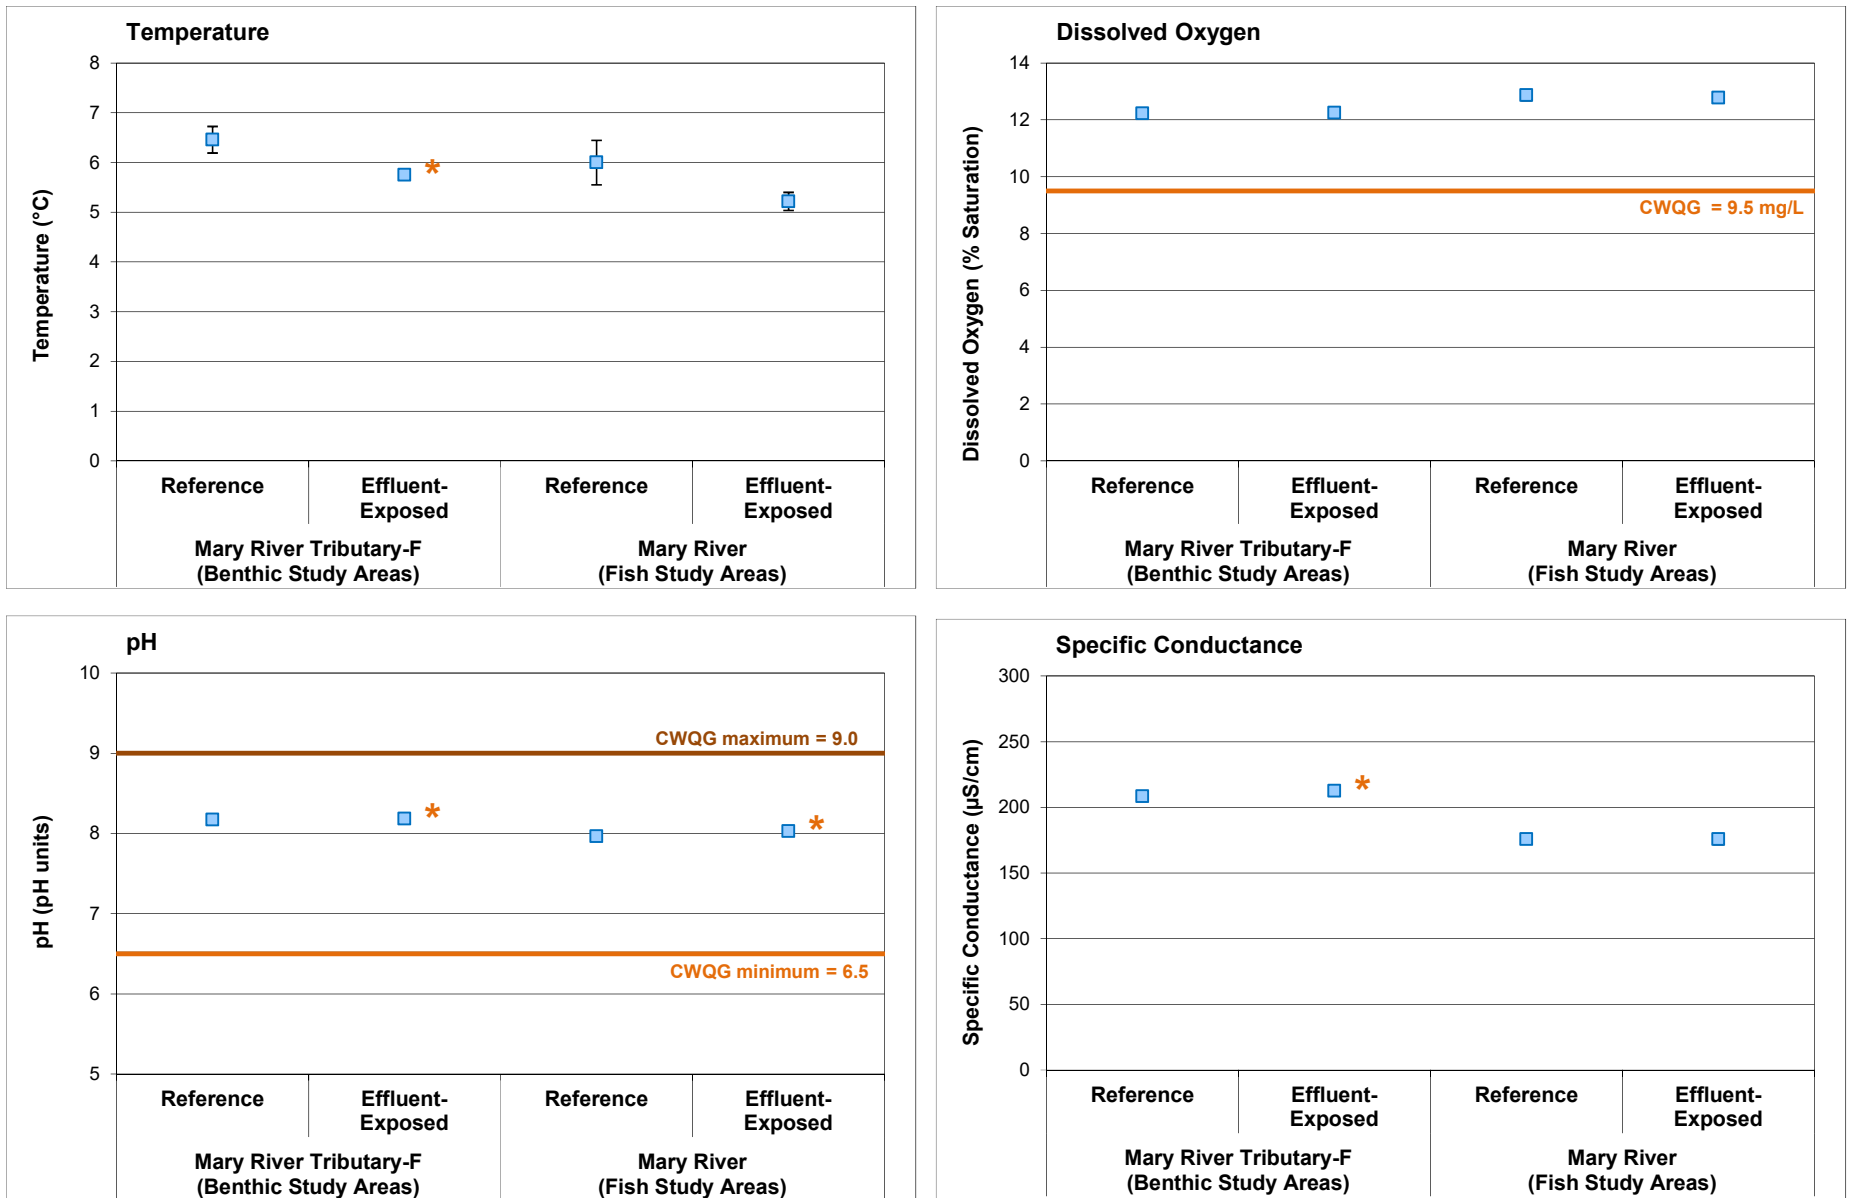 Temperature
8
7
6
5
4
3
2
1
0
Temperature (°C)
*
Reference
Effluent-
Exposed
Reference
Effluent-
Exposed
Mary River Tributary-F
(Benthic Study Areas)
Mary River
(Fish Study Areas)
Dissolved Oxygen
14
12
10
8
6
4
2
0
Dissolved Oxygen (% Saturation)
CWQG = 9.5 mg/L
Reference
Effluent-
Exposed
Reference
Effluent-
Exposed
Mary River Tributary-F
(Benthic Study Areas)
Mary River
(Fish Study Areas)
pH
10
9
8
7
6
5
pH (pH units)
CWQG maximum = 9.0
*
*
CWQG minimum = 6.5
Reference
Effluent-
Exposed
Reference
Effluent-
Exposed
Mary River Tributary-F
(Benthic Study Areas)
Mary River
(Fish Study Areas)
Specific Conductance
300
250
200
150
100
50
0
Specific Conductance (µS/cm)
*
Reference
Effluent-
Exposed
Reference
Effluent-
Exposed
Mary River Tributary-F
(Benthic Study Areas)
Mary River
(Fish Study Areas)